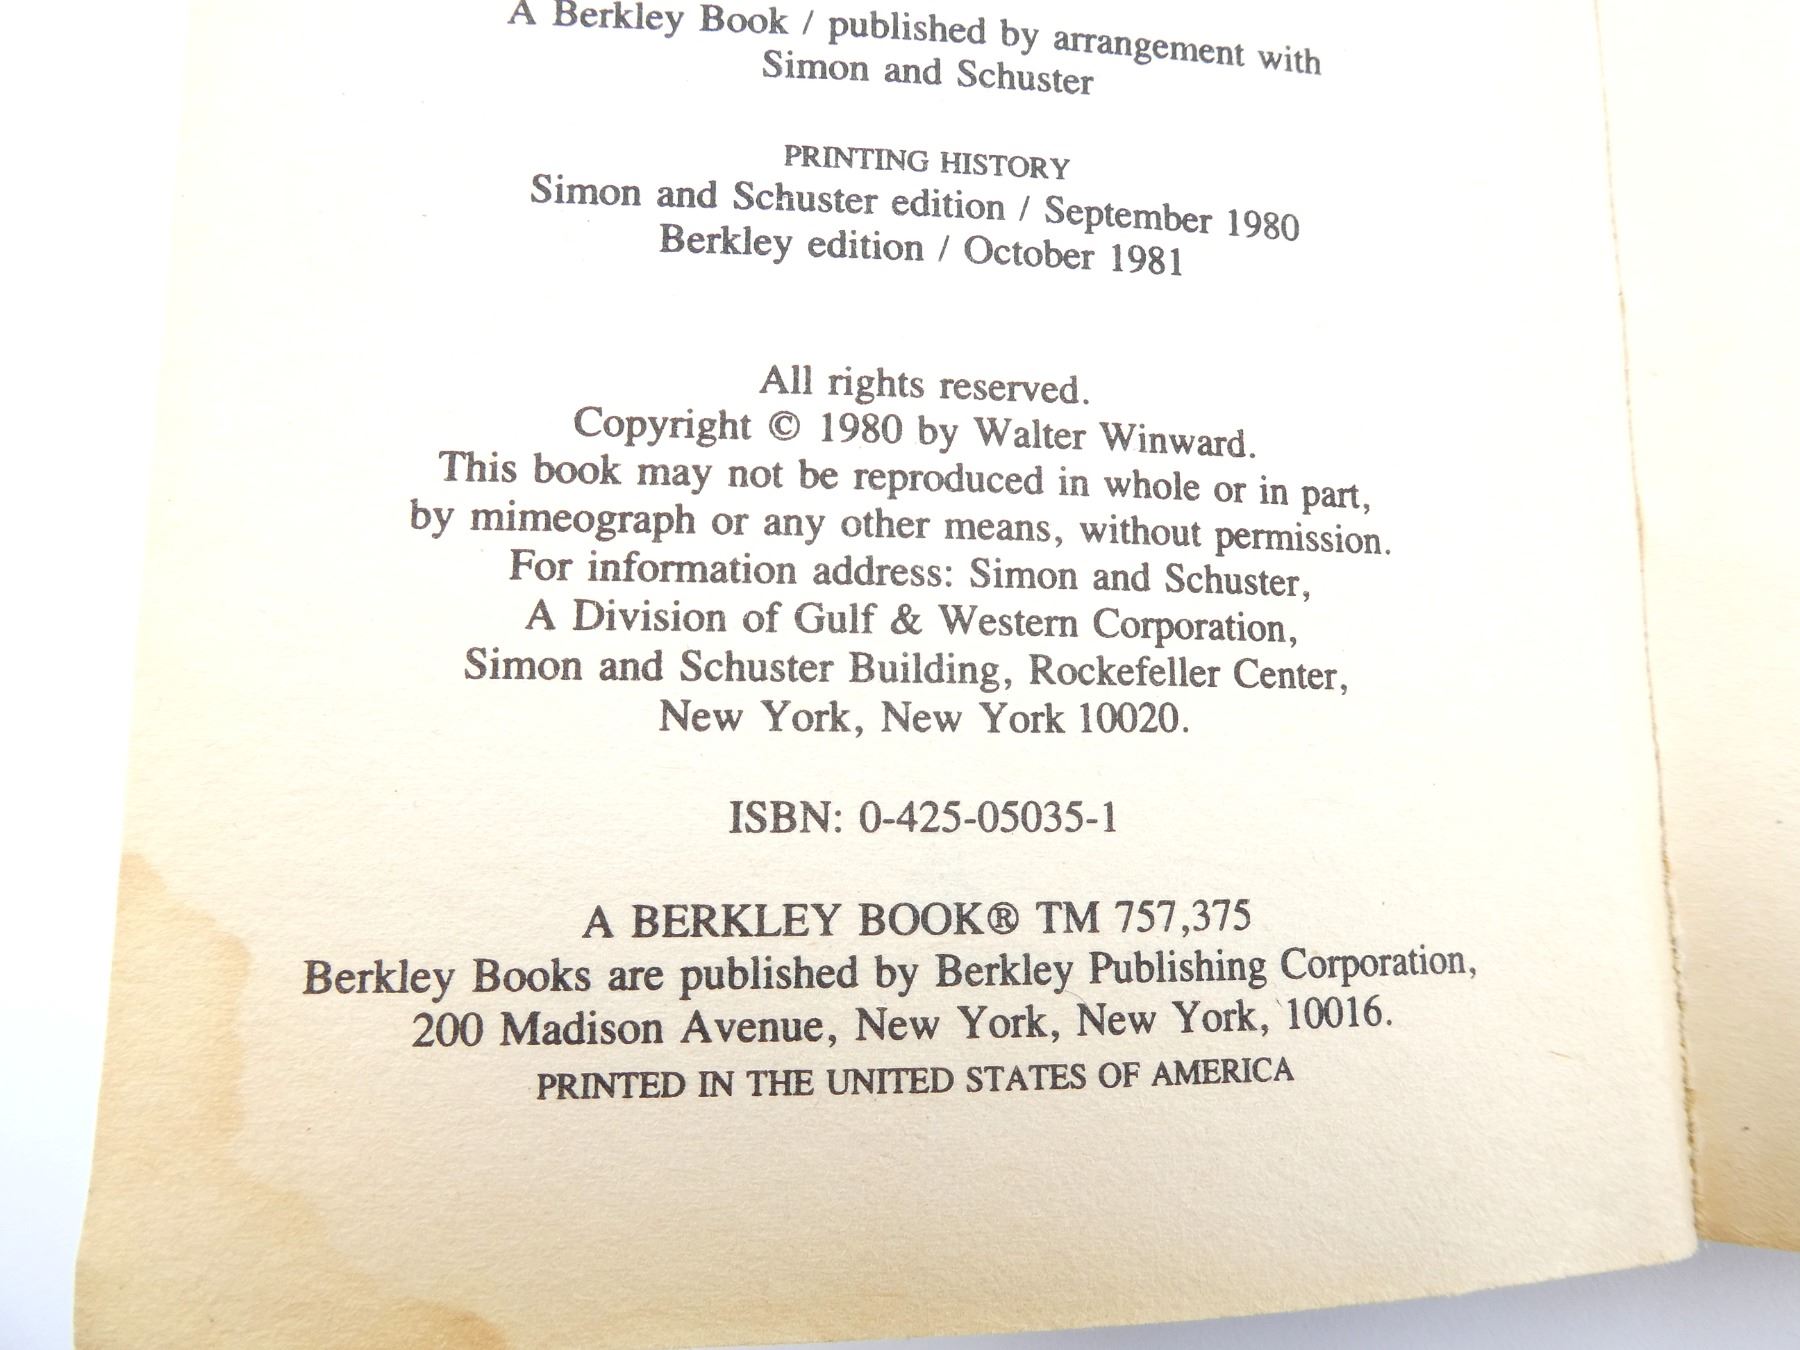 A Berkley Book / published by arrangement with
Simon and Schuster
PRINTING HISTORY
Simon and Schuster edition / September 1980
Berkley edition / October 1981
All rights reserved.
Copyright © 1980 by Walter Winward.
This book may not be reproduced in whole or in part,
by mimeograph or any other means, without permission.
For information address: Simon and Schuster,
A Division of Gulf & Western Corporation,
Simon and Schuster Building, Rockefeller Center,
New York, New York 10020.
ISBN: 0-425-05035-1
A BERKLEY BOOK® TM 757,375
Berkley Books are published by Berkley Publishing Corporation,
200 Madison Avenue, New York, New York, 10016.
PRINTED IN THE UNITED STATES OF AMERICA